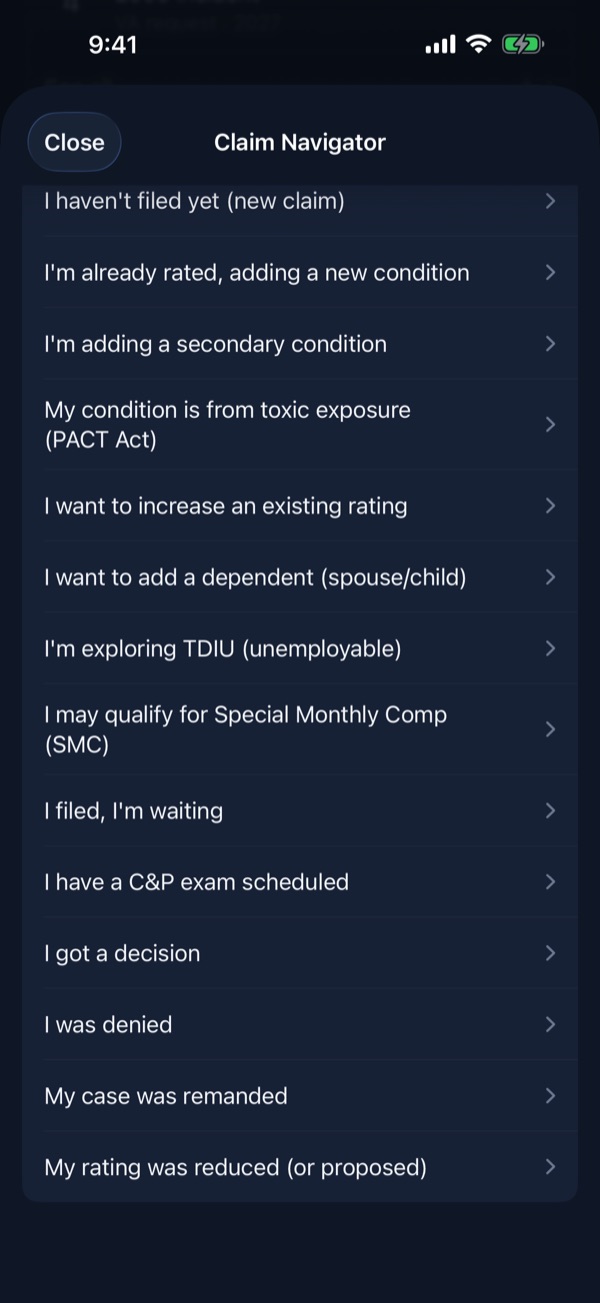 9:41
Close
Claim Navigator
I haven't filed yet (new claim)
I'm already rated, adding a new condition
I'm adding a secondary condition
My condition is from toxic exposure
(PACT Act)
I want to increase an existing rating
I want to add a dependent (spouse/child)
I'm exploring TDIU (unemployable)
I may qualify for Special Monthly Comp
(SMC)
I filed, I'm waiting
I have a C&P exam scheduled
I got a decision
I was denied
My case was remanded
My rating was reduced (or proposed)